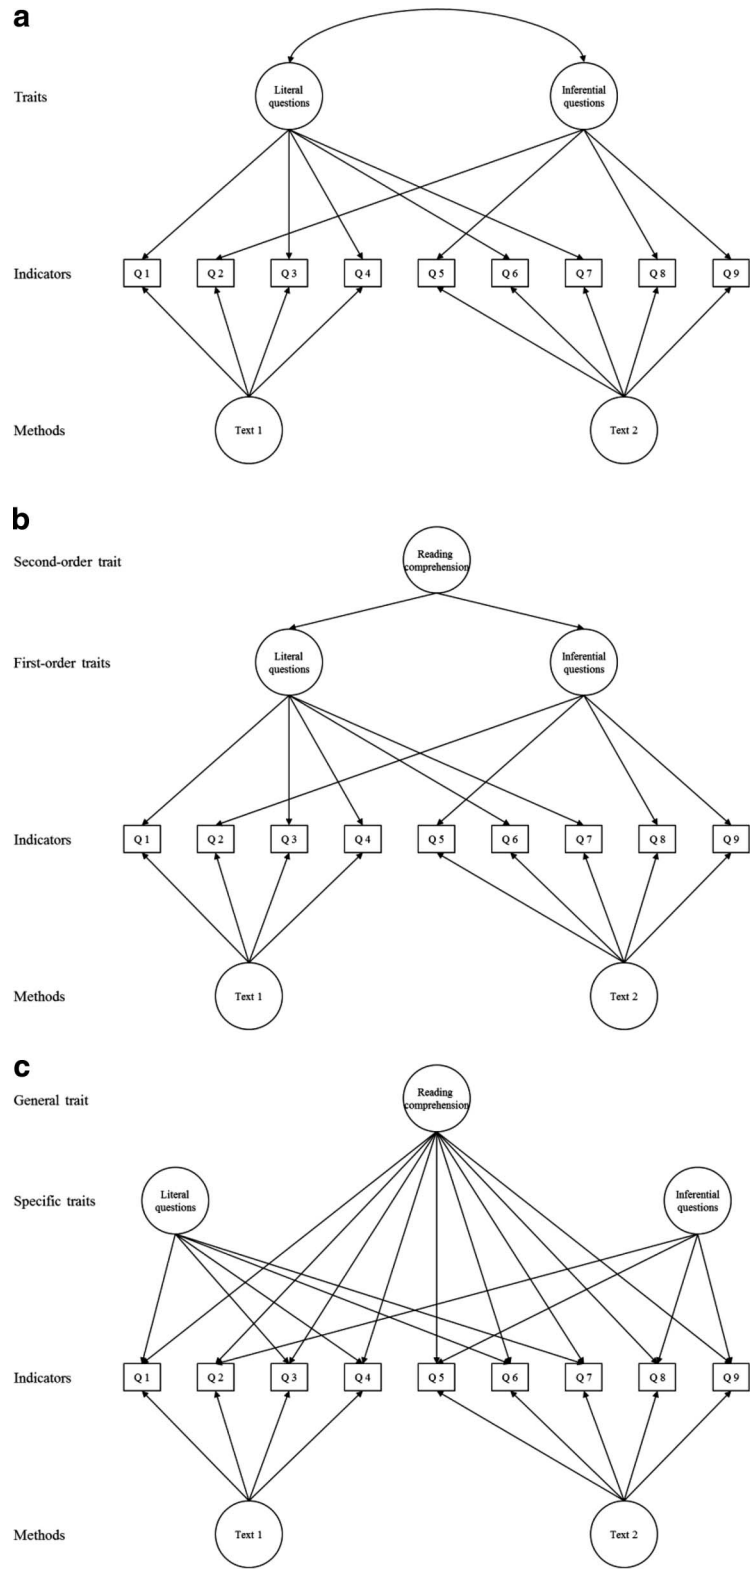 a
Traits
Literal
questions
Inferential
questions
Indicators
Q 1
Q 2
Q 3
Q 4
Q 5
Q 6
Q 7
Q 8
Q 9
Methods
Text 1
Text 2
b
Second-order trait
Reading
comprehension
First-order traits
Literal
questions
Inferential
questions
Indicators
Q 1
Q 2
Q 3
Q 4
Q 5
Q 6
Q 7
Q 8
Q 9
Methods
Text 1
Text 2
c
General trait
Reading
comprehension
Specific traits
Literal
questions
Inferential
questions
Indicators
Q 1
Q 2
Q 3
Q 4
Q 5
Q 6
Q 7
Q 8
Q 9
Methods
Text 1
Text 2